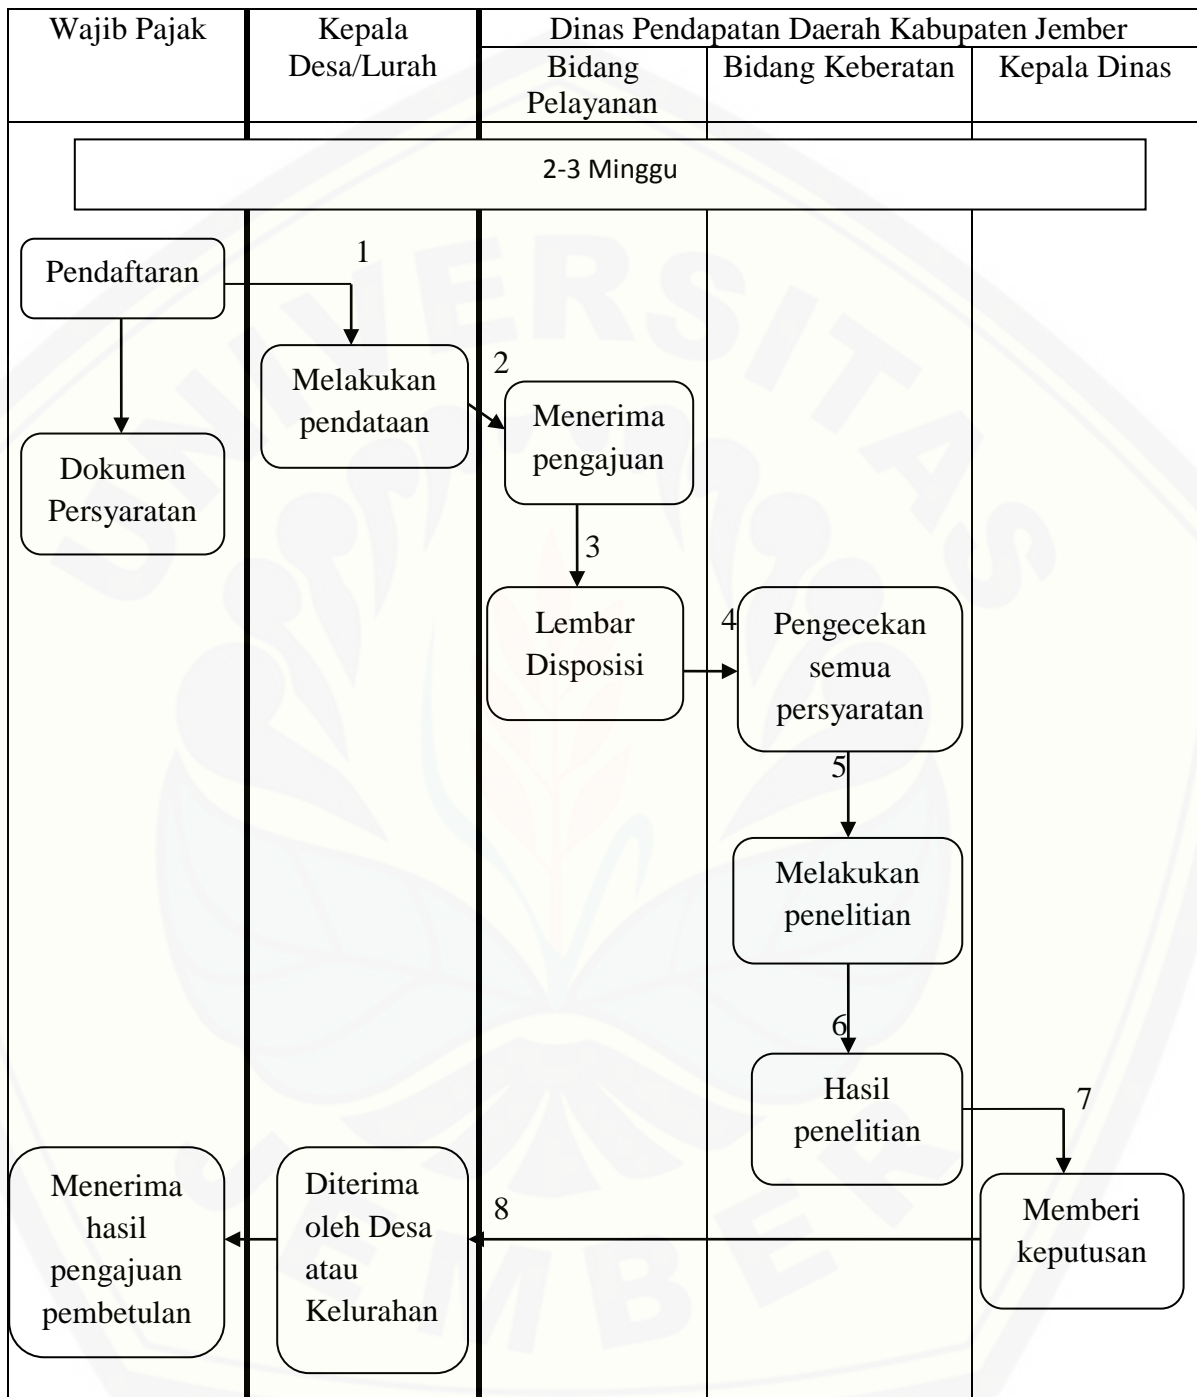 Wajib Pajak
Kepala
Desa/Lurah
Dinas Pendapatan Daerah Kabupaten Jember
Bidang
Pelayanan
Bidang Keberatan
Kepala Dinas
2-3 Minggu
Pendaftaran
1
Melakukan
pendataan
2
Menerima
pengajuan
Dokumen
Persyaratan
3
Lembar
Disposisi
4
Pengecekan
semua
persyaratan
5
Melakukan
penelitian
6
Hasil
penelitian
7
Memberi
keputusan
8
Diterima
oleh Desa
atau
Kelurahan
Menerima
hasil
pengajuan
pembetulan
UNIVERSITAS
JEMBER